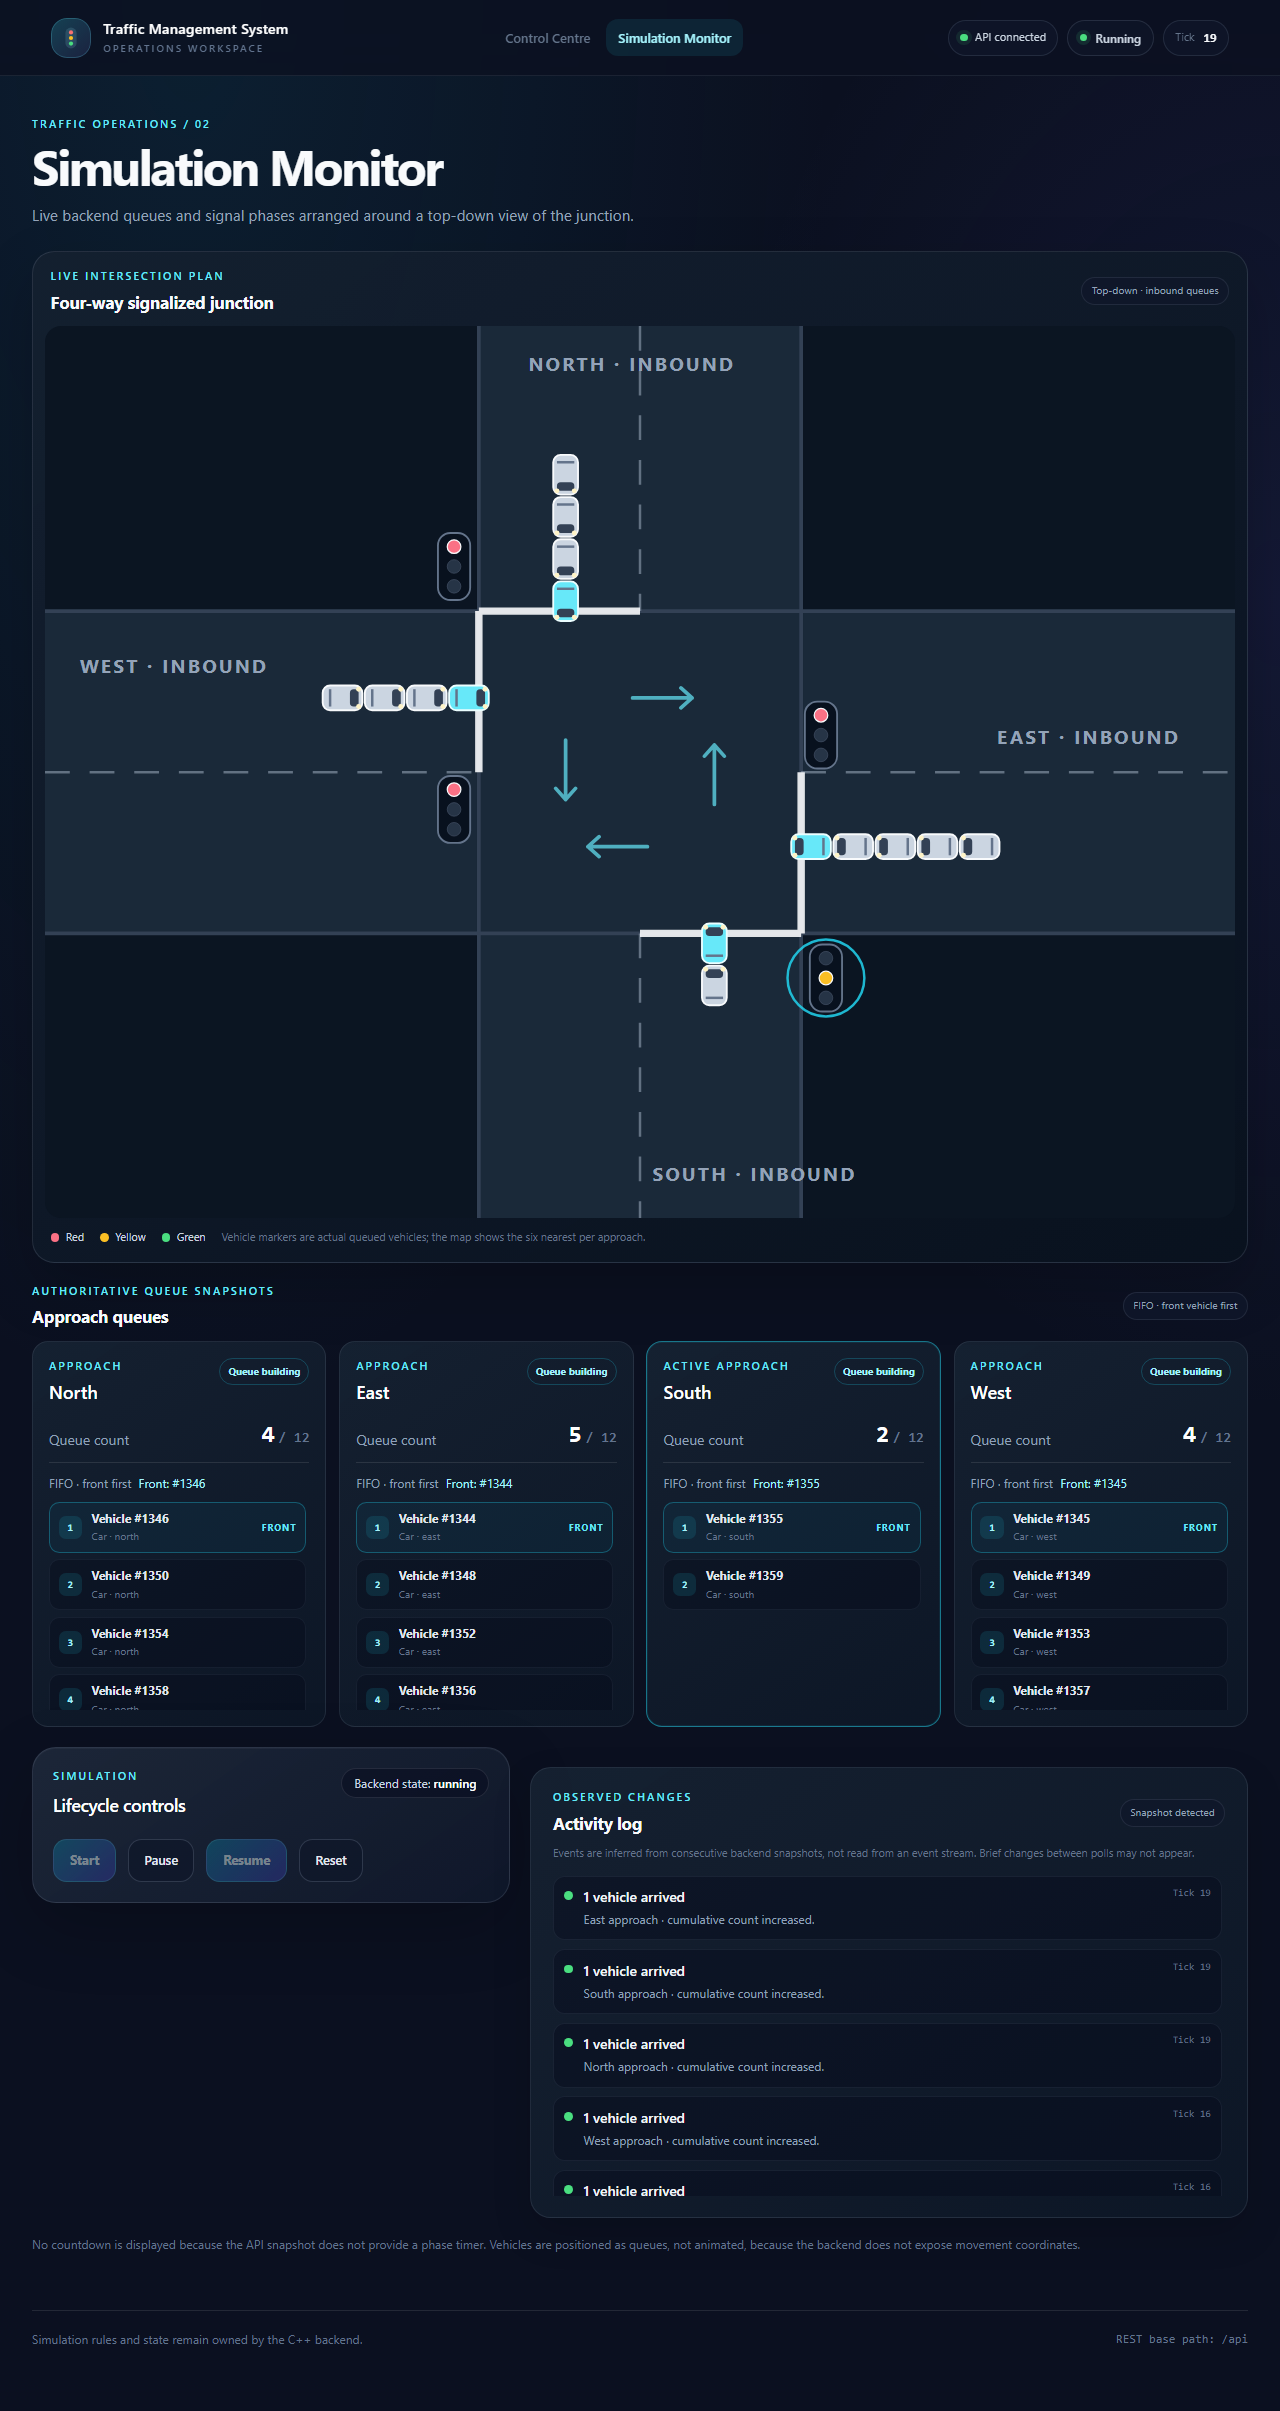 Traffic Management System
OPERATIONS WORKSPACE
Control Centre
Simulation Monitor
API connected
Running
Tick 19
TRAFFIC OPERATIONS / 02
Simulation Monitor
Live backend queues and signal phases arranged around a top-down view of the junction.
LIVE INTERSECTION PLAN
Four-way signalized junction
Top-down · inbound queues
NORTH · INBOUND
WEST · INBOUND
EAST · INBOUND
SOUTH · INBOUND
Red
Yellow
Green
Vehicle markers are actual queued vehicles; the map shows the six nearest per approach.
AUTHORITATIVE QUEUE SNAPSHOTS
Approach queues
FIFO · front vehicle first
APPROACH
North
Queue building
Queue count
4 / 12
FIFO · front first Front: #1346
1
Vehicle #1346
Car · north
FRONT
2
Vehicle #1350
Car · north
3
Vehicle #1354
Car · north
4
Vehicle #1358
Car · north
APPROACH
East
Queue building
Queue count
5 / 12
FIFO · front first Front: #1344
1
Vehicle #1344
Car · east
FRONT
2
Vehicle #1348
Car · east
3
Vehicle #1352
Car · east
4
Vehicle #1356
Car · east
ACTIVE APPROACH
South
Queue building
Queue count
2 / 12
FIFO · front first Front: #1355
1
Vehicle #1355
Car · south
FRONT
2
Vehicle #1359
Car · south
APPROACH
West
Queue building
Queue count
4 / 12
FIFO · front first Front: #1345
1
Vehicle #1345
Car · west
FRONT
2
Vehicle #1349
Car · west
3
Vehicle #1353
Car · west
4
Vehicle #1357
Car · west
SIMULATION
Lifecycle controls
Backend state: running
Start
Pause
Resume
Reset
OBSERVED CHANGES
Activity log
Snapshot detected
Events are inferred from consecutive backend snapshots, not read from an event stream. Brief changes between polls may not appear.
1 vehicle arrived
Tick 19
East approach · cumulative count increased.
1 vehicle arrived
Tick 19
South approach · cumulative count increased.
1 vehicle arrived
Tick 19
North approach · cumulative count increased.
1 vehicle arrived
Tick 16
West approach · cumulative count increased.
1 vehicle arrived
Tick 16
No countdown is displayed because the API snapshot does not provide a phase timer. Vehicles are positioned as queues, not animated, because the backend does not expose movement coordinates.
Simulation rules and state remain owned by the C++ backend.
REST base path: /api